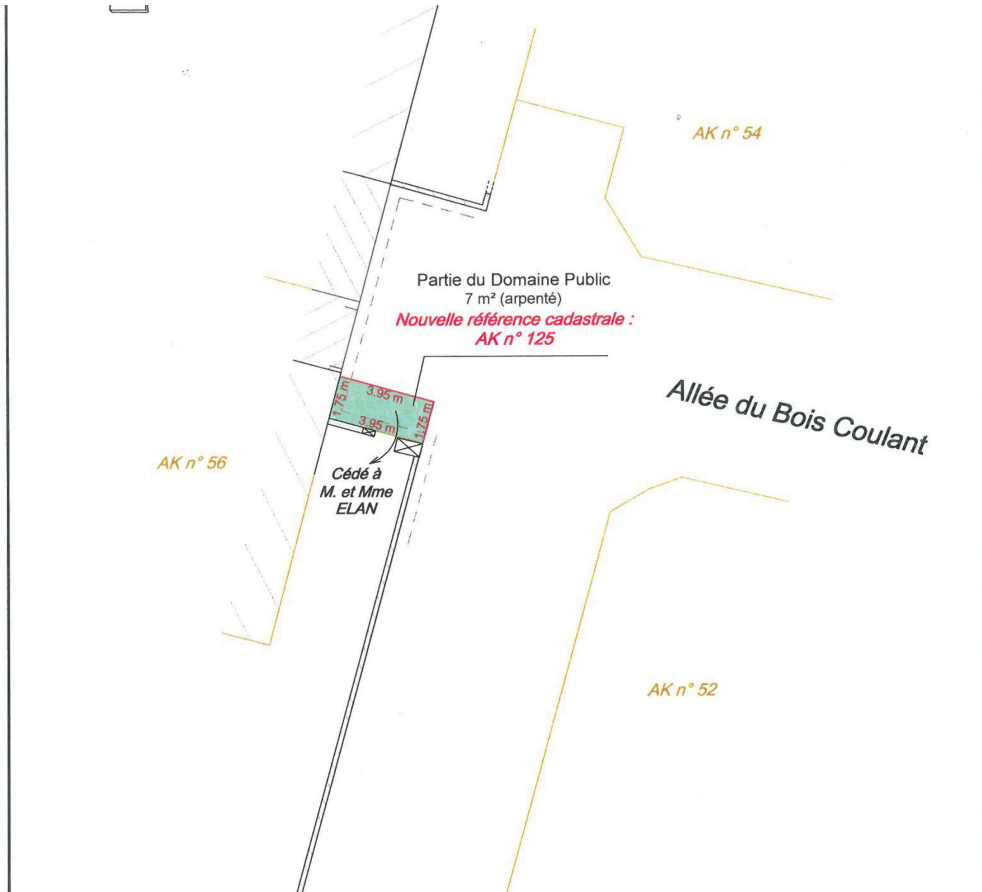 AK n° 54
Partie du Domaine Public
7 m² (arpenté)
Nouvelle référence cadastrale :
AK n° 125
Allée du Bois Coulant
3.95 m
1.75 m
1.75 m
3.95 m
AK n° 56
Cédé à
M. et Mme
ELAN
AK n° 52